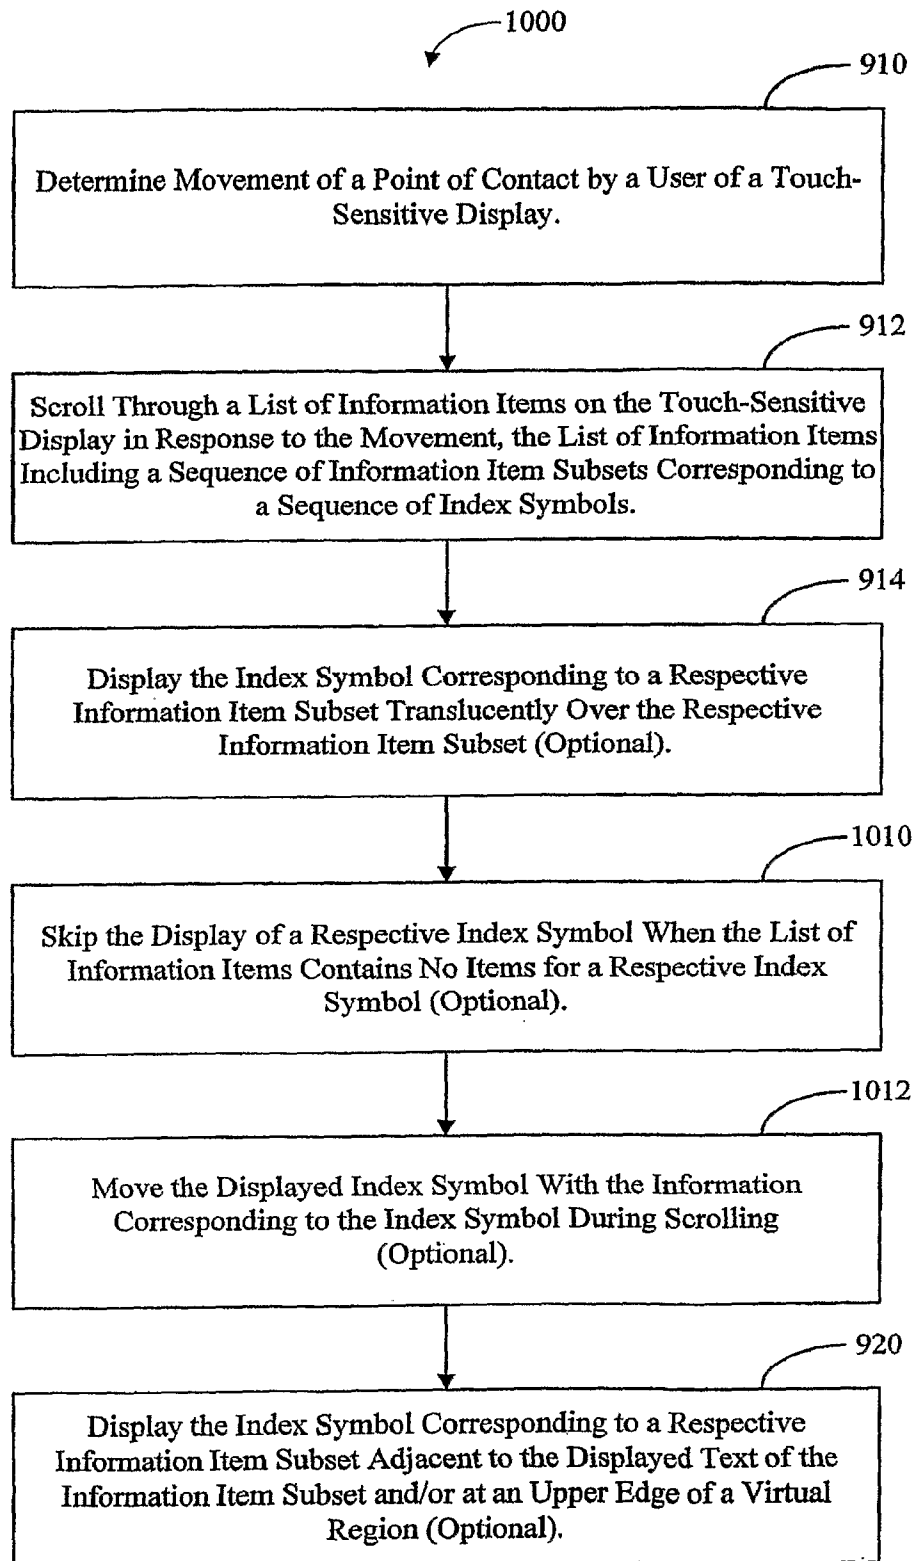 1000
910
Determine Movement of a Point of Contact by a User of a Touch-
Sensitive Display.
912
Scroll Through a List of Information Items on the Touch-Sensitive
Display in Response to the Movement, the List of Information Items
Including a Sequence of Information Item Subsets Corresponding to
a Sequence of Index Symbols.
914
Display the Index Symbol Corresponding to a Respective
Information Item Subset Translucently Over the Respective
Information Item Subset (Optional).
1010
Skip the Display of a Respective Index Symbol When the List of
Information Items Contains No Items for a Respective Index
Symbol (Optional).
1012
Move the Displayed Index Symbol With the Information
Corresponding to the Index Symbol During Scrolling
(Optional).
920
Display the Index Symbol Corresponding to a Respective
Information Item Subset Adjacent to the Displayed Text of the
Information Item Subset and/or at an Upper Edge of a Virtual
Region (Optional).